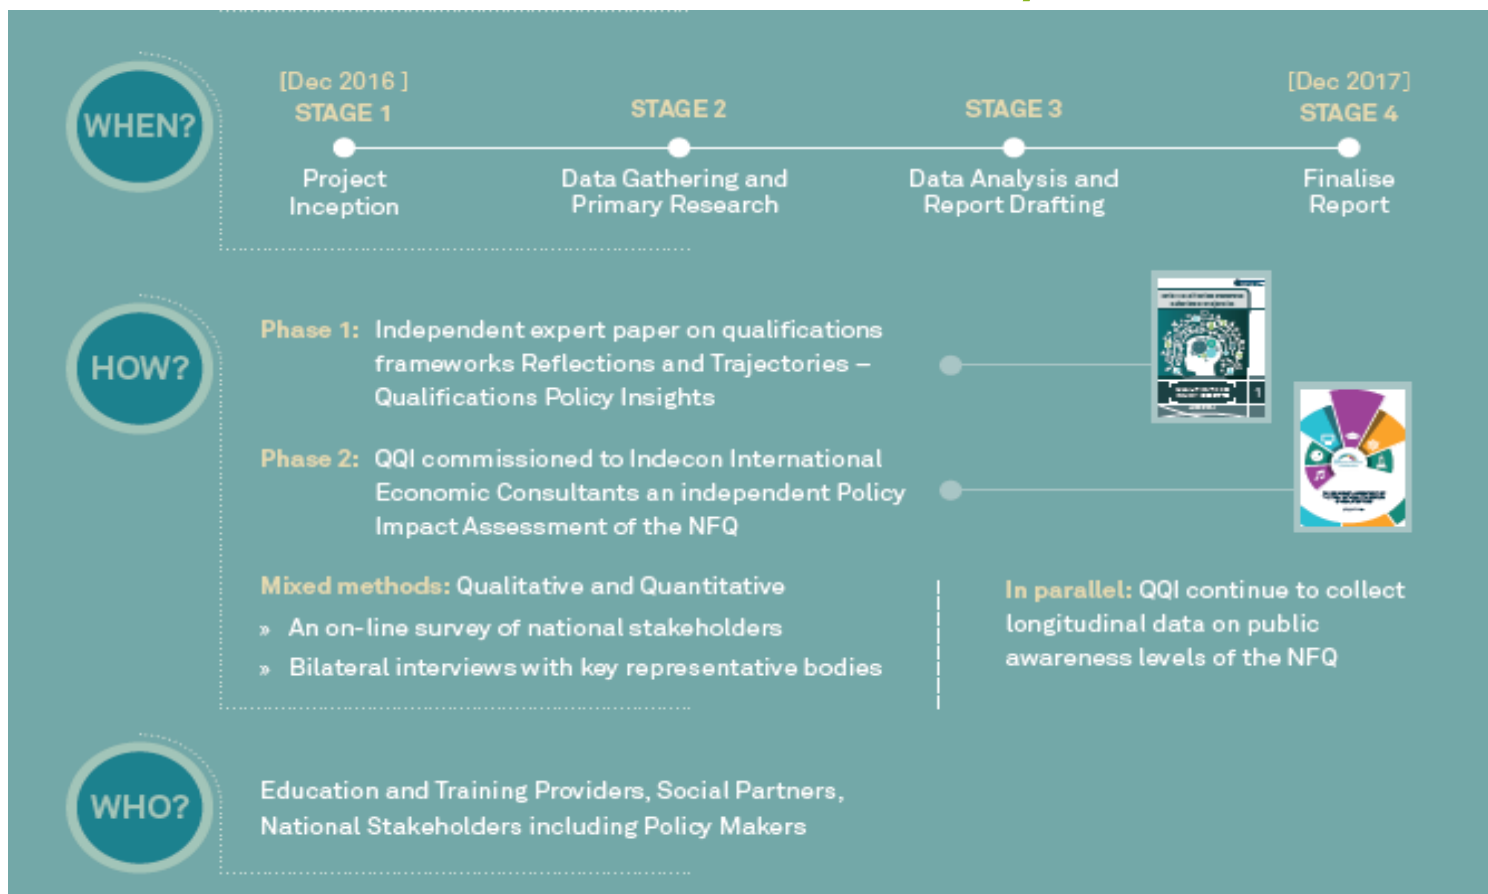 WHEN?
[Dec 2016 ]
STAGE 1
Project
Inception
STAGE 2
Data Gathering and
Primary Research
STAGE 3
Data Analysis and
Report Drafting
[Dec 2017]
STAGE 4
Finalise
Report
HOW?
Phase 1: Independent expert paper on qualifications
frameworks Reflections and Trajectories –
Qualifications Policy Insights
1
Phase 2: QQI commissioned to Indecon International
Economic Consultants an independent Policy
Impact Assessment of the NFQ
Mixed methods: Qualitative and Quantitative
» An on-line survey of national stakeholders
» Bilateral interviews with key representative bodies
In parallel: QQI continue to collect
longitudinal data on public
awareness levels of the NFQ
WHO?
Education and Training Providers, Social Partners,
National Stakeholders including Policy Makers